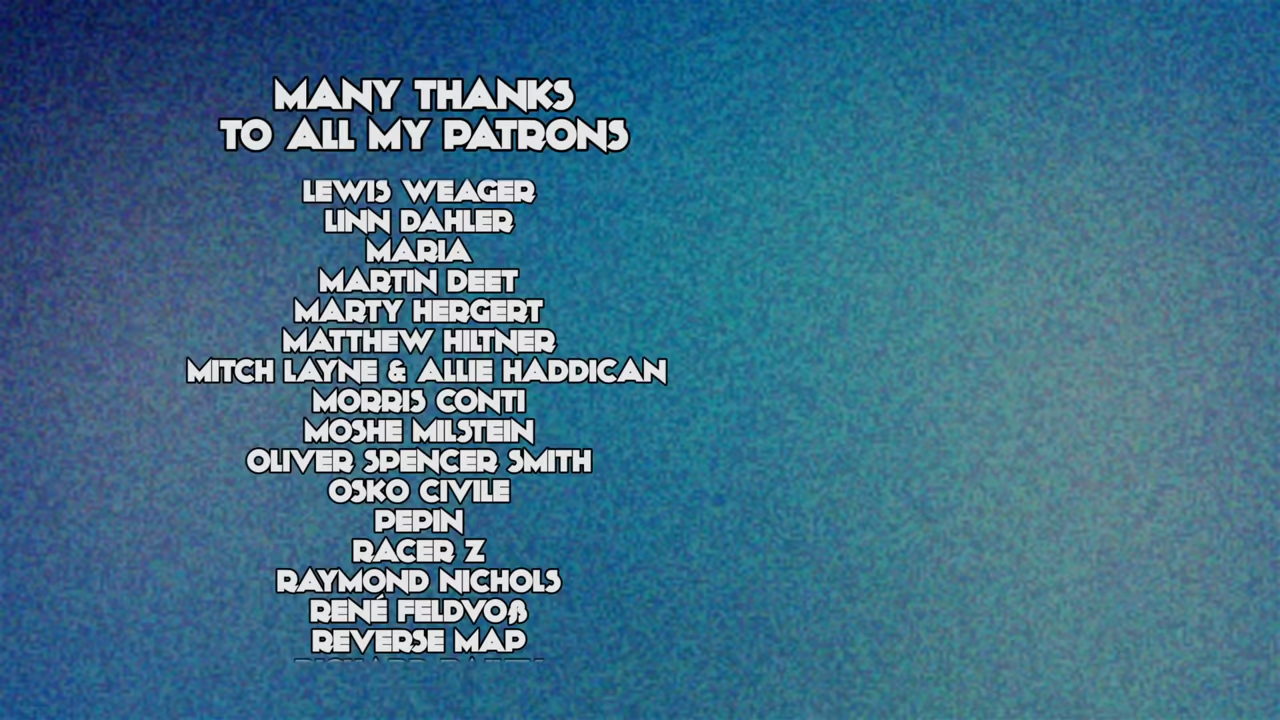 MANY THANKS
TO ALL MY PATRONS
LEWIS WEAGER
LINN DAHLER
MARIA
MARTIN DEET
MARTY HERGERT
MATTHEW HILTNER
MITCH LAYNE & ALLIE HADDICAN
MORRIS CONTI
MOSHE MILSTEIN
OLIVER SPENCER SMITH
OSKO CIVILE
PEPIN
RACER Z
RAYMOND NICHOLS
RENÉ FELDVOß
REVERSE MAP